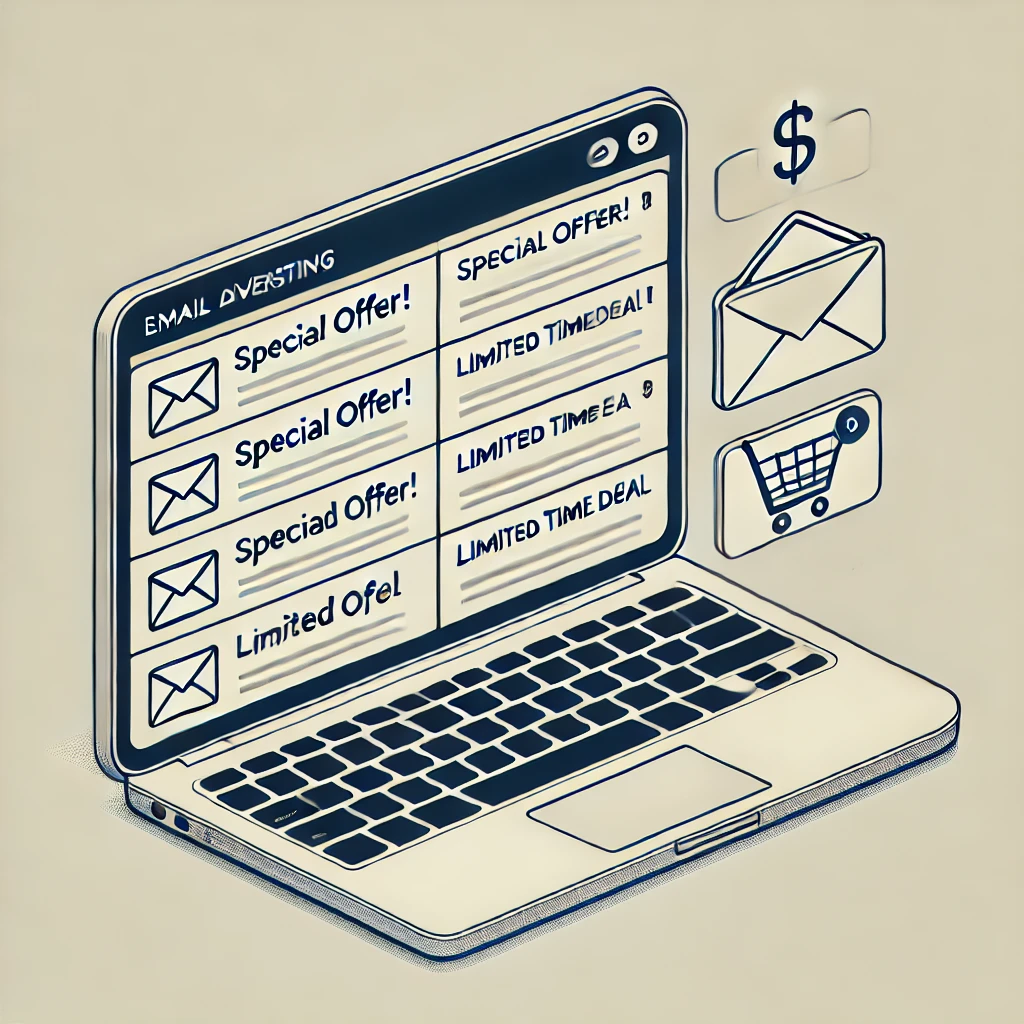 EMAIL DVERSTING
Special Offer!
Special Offer!
Speciad Offer!
Limited Ofel
SPECIAL OFFER!
LIMITED TIMEDEAL!
LIMITED TIMEEA
LIMITED TIME DEAL
$